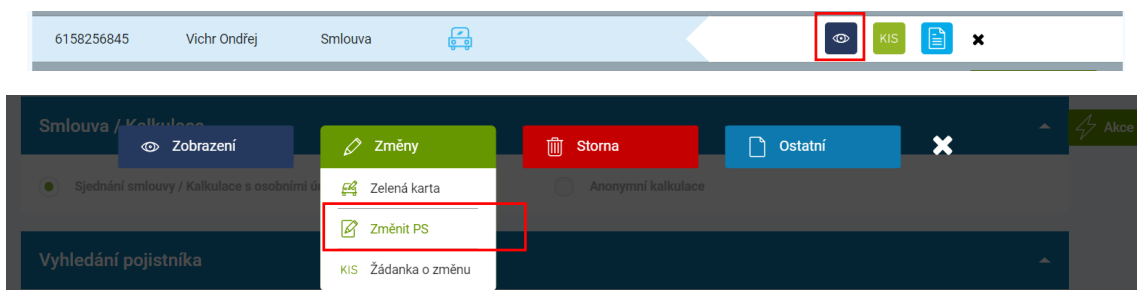 6158256845 Vichr Ondřej Smlouva KIS
Smlouva / Kalkulace Akce
Zobrazení Změny Storna Ostatní
Sjednání smlouvy / Kalkulace s osobními Zelená karta Anonymní kalkulace
Změnit PS
Vyhledání pojistníka
KIS Žádanka o změnu